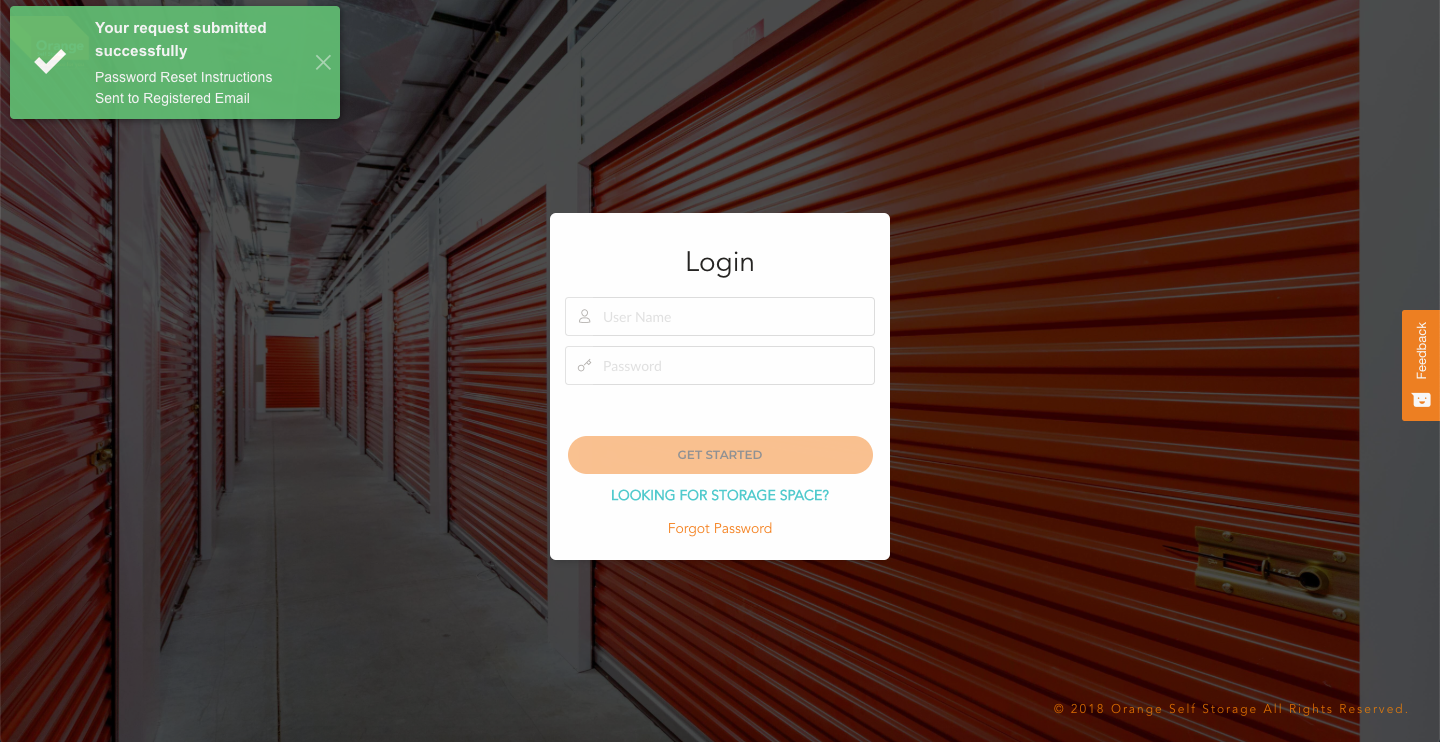 Your request submitted
successfully
Password Reset Instructions
Sent to Registered Email
Orange
Login
User Name
Password
GET STARTED
LOOKING FOR STORAGE SPACE?
Forgot Password
Feedback
© 2018 Orange Self Storage All Rights Reserved.